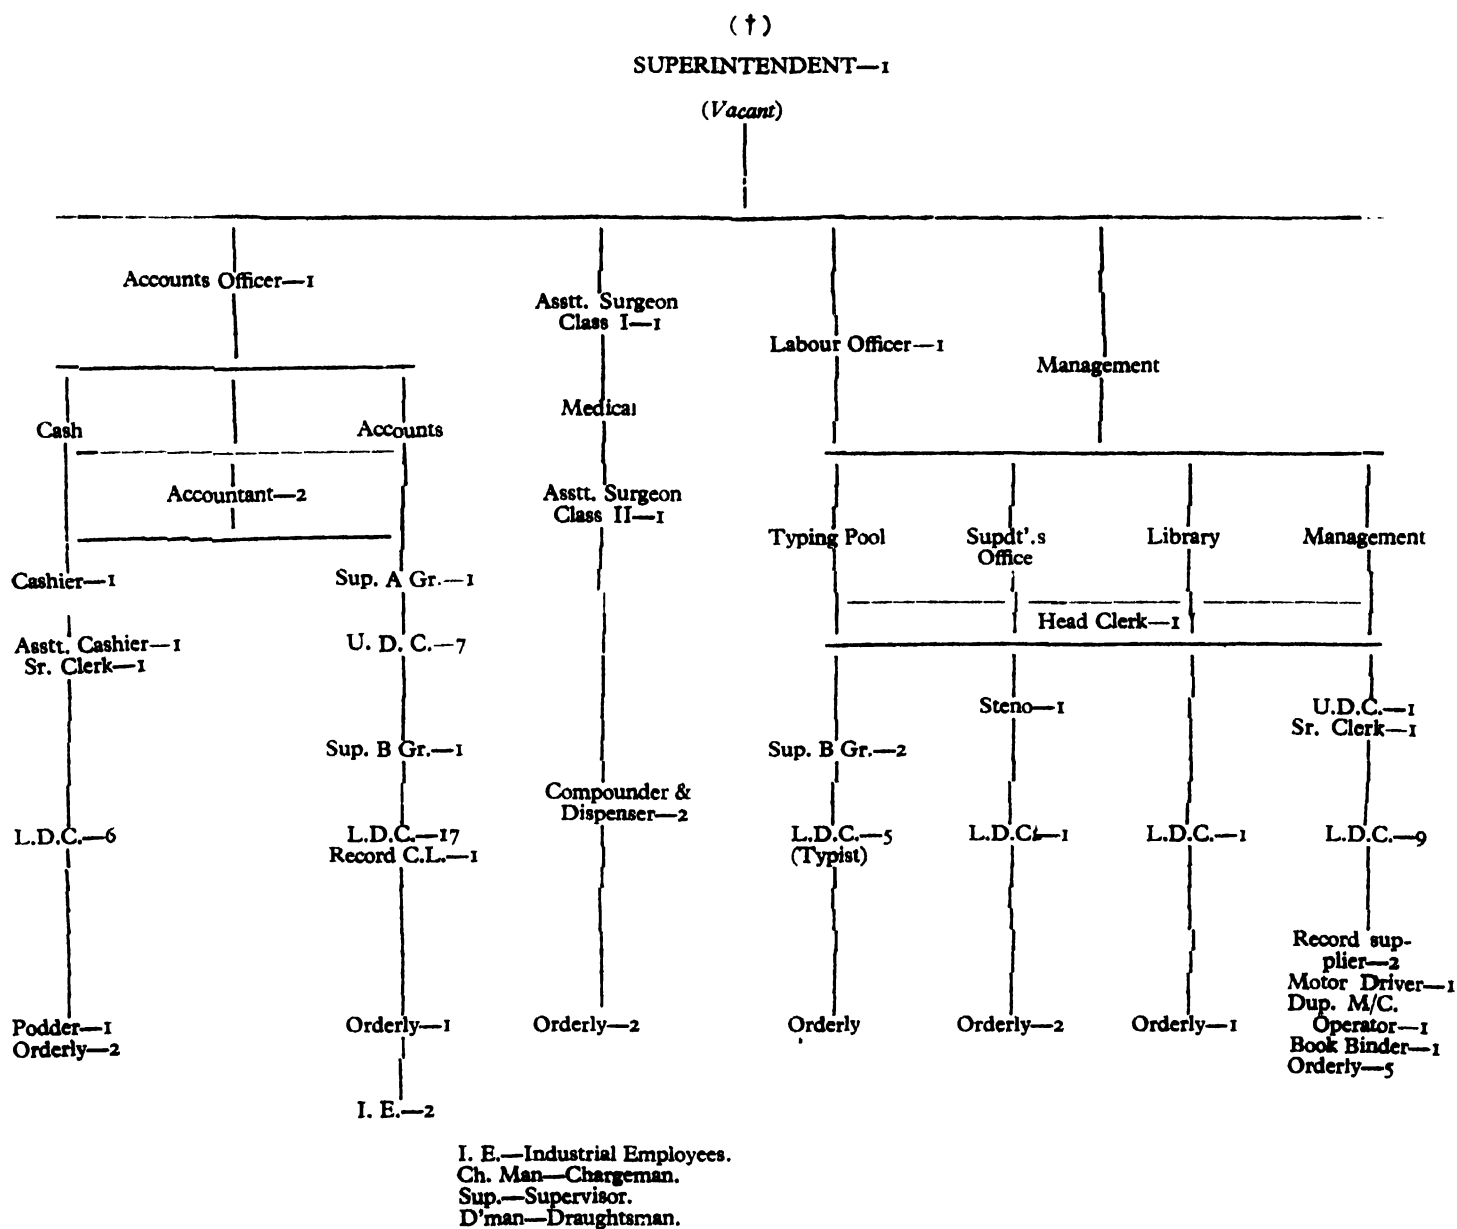 (†)
SUPERINTENDENT—1
(Vacant)
Accounts Officer—1
Asstt. Surgeon
Class I—1
Labour Officer—1
Management
Medical
Cash
Accounts
Accountant—2
Asstt. Surgeon
Class II—1
Typing Pool
Supdt'.s
Office
Library
Management
Cashier—1
Sup. A Gr.—1
Head Clerk—1
Asstt. Cashier—1
Sr. Clerk—1
U. D. C.—7
Steno—1
U.D.C.—1
Sr. Clerk—1
Sup. B Gr.—1
Sup. B Gr.—2
Compounder &
Dispenser—2
L.D.C.—6
L.D.C.—17
Record C.L.—1
L.D.C.—5
(Typist)
L.D.C.—1
L.D.C.—1
L.D.C.—9
Record sup-
plier—2
Motor Driver—1
Dup. M/C.
Operator—1
Book Binder—1
Orderly—5
Podder—1
Orderly—2
Orderly—1
Orderly—2
Orderly
Orderly—2
Orderly—1
I. E.—2
I. E.—Industrial Employees.
Ch. Man—Chargeman.
Sup.—Supervisor.
D'man—Draughtsman.